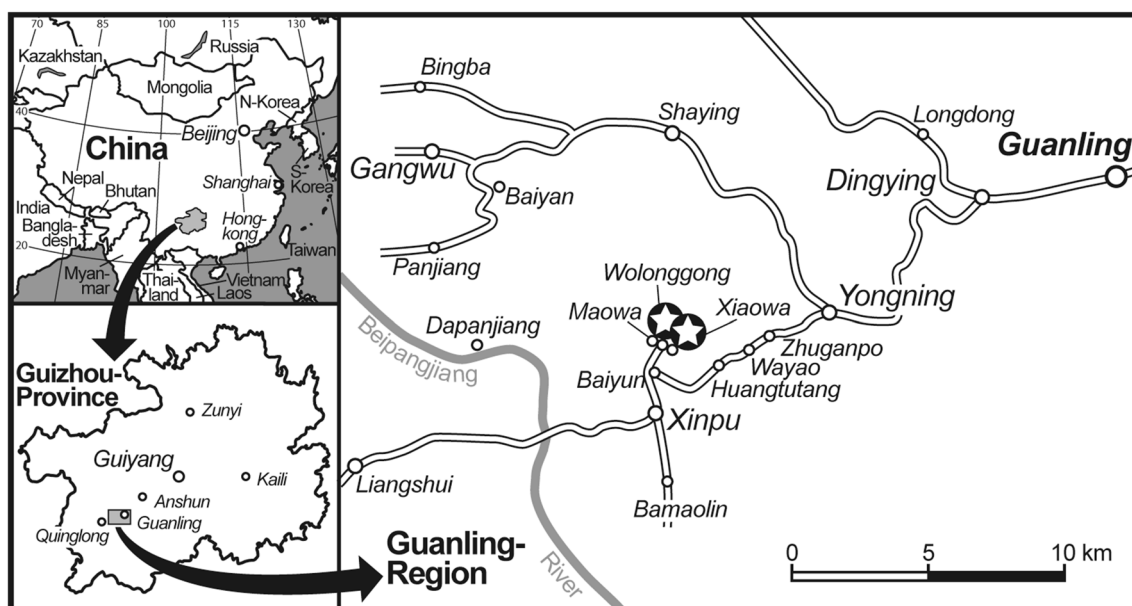 70
85
100
115
130
Kazakhstan
Russia
Mongolia
40
N-Korea
Beijing
China
S-
Korea
Nepal
Shanghai
Bhutan
India
Bangla-
desh
Hong-
kong
20
Taiwan
Myan-
mar
Thai-
land
Vietnam
Laos
Guizhou-
Province
Zunyi
Guiyang
Kaili
Anshun
Guanling
Quinglong
Bingba
Shaying
Longdong
Guanling
Gangwu
Dingying
Baiyan
Panjiang
Wolonggong
Yongning
Maowa
Xiaowa
Dapanjiang
Beipangjiang
Zhuganpo
Wayao
Baiyun
Huangtutang
Xinpu
Liangshui
Bamaolin
Guanling-
Region
River
0
5
10 km